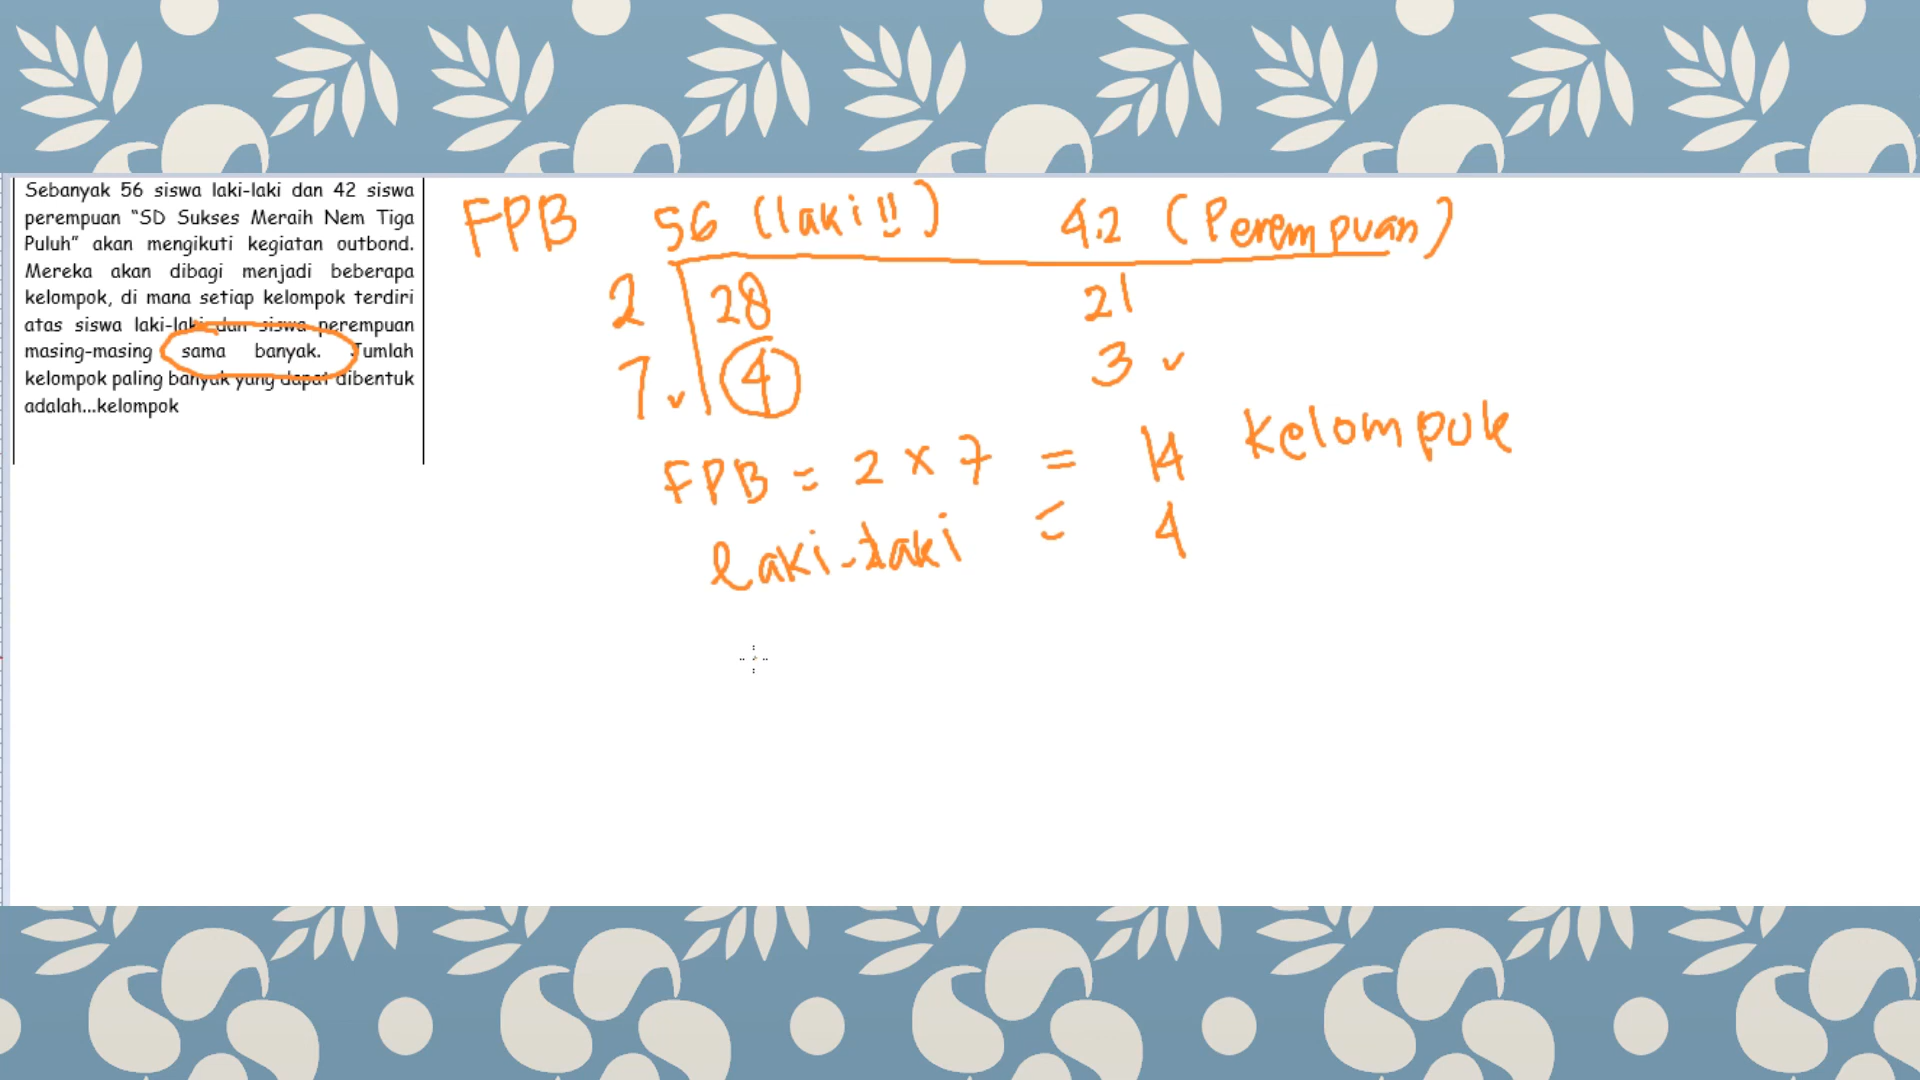 Sebanyak 56 siswa laki-laki dan 42 siswa
perempuan “SD Sukses Meraih Nem Tiga
Puluh” akan mengikuti kegiatan outbond.
Mereka akan dibagi menjadi beberapa
kelompok, di mana setiap kelompok terdiri
atas siswa laki-laki dan siswa perempuan
masing-masing sama banyak. Jumlah
kelompok paling banyak yang dapat dibentuk
adalah...kelompok
FPB 56 (laki!!) 42 (Perempuan)
2 28 21
7 4 3
FPB = 2 × 7 = 14 Kelompok
laki-laki = 4